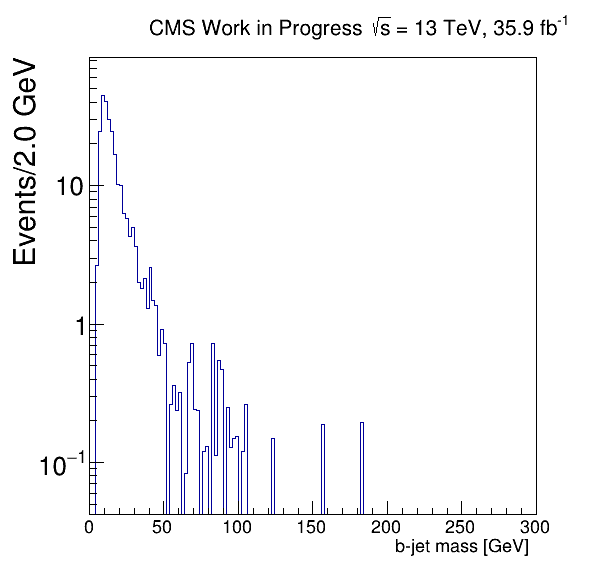 CMS Work in Progress √s = 13 TeV, 35.9 fb⁻¹
Events/2.0 GeV
10
1
10⁻¹
0 50 100 150 200 250 300
b-jet mass [GeV]